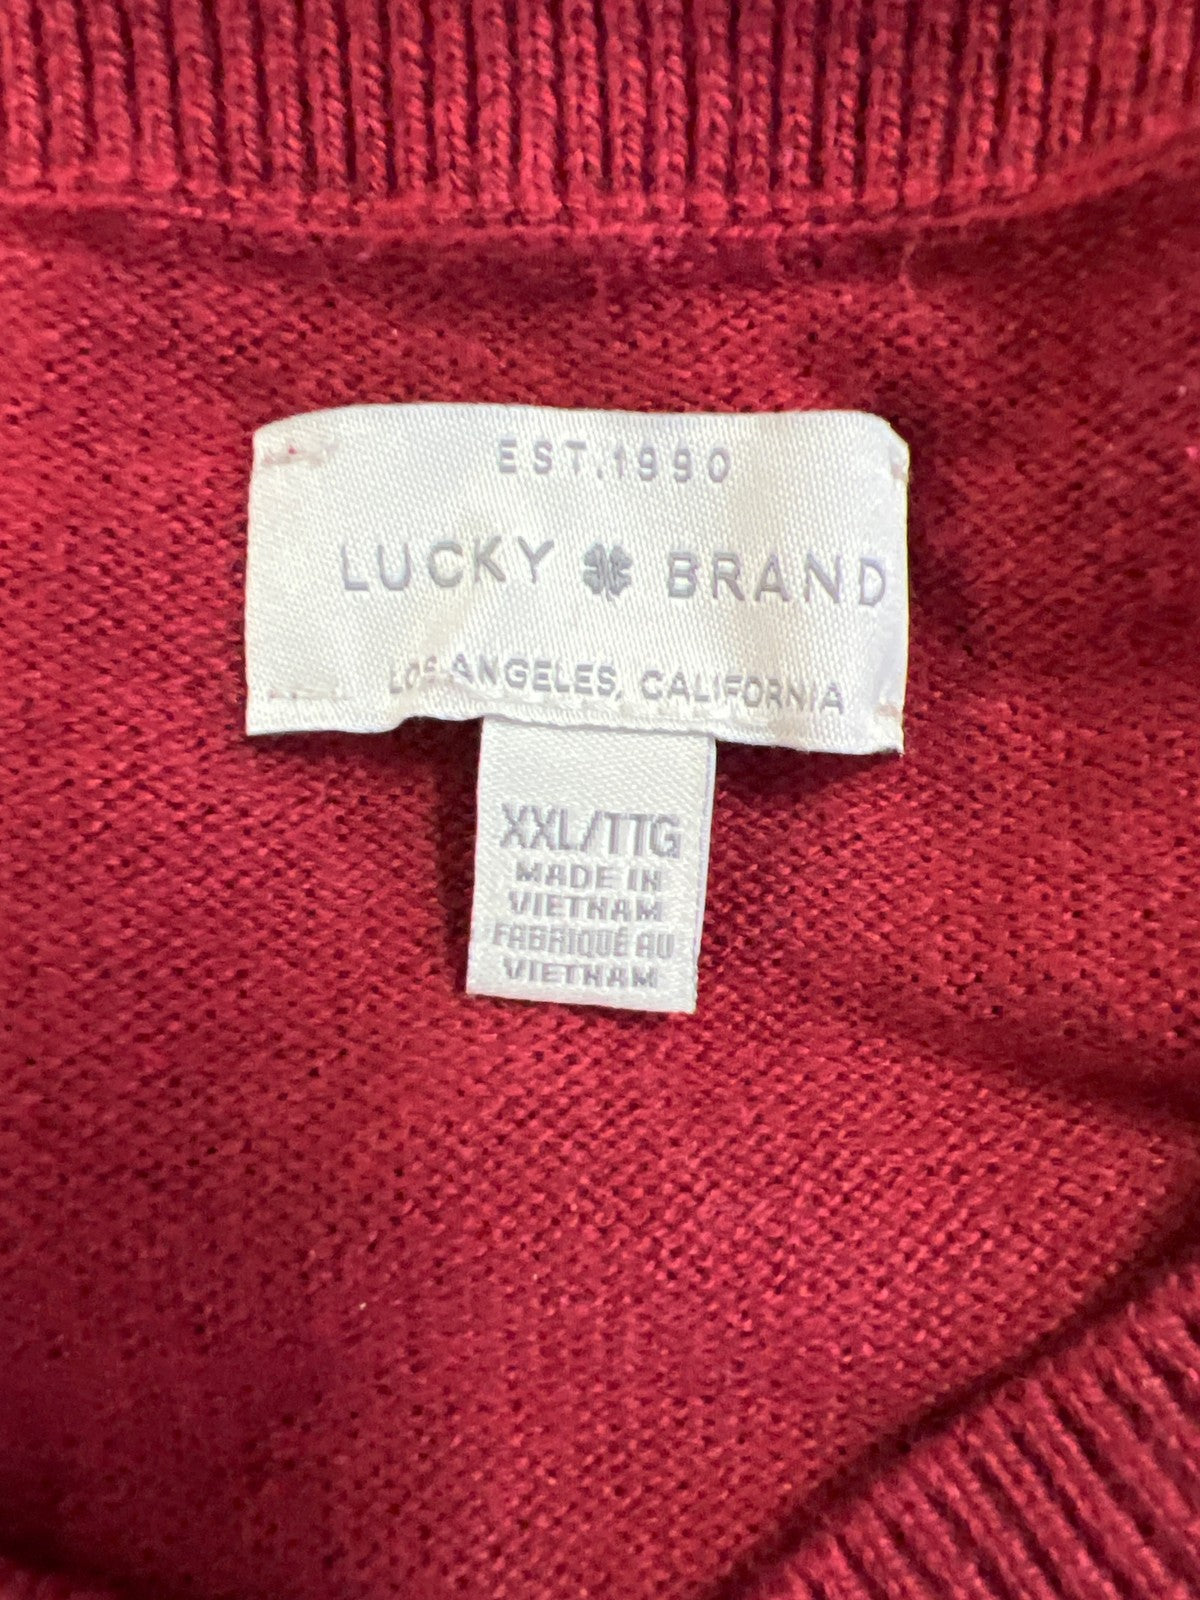 EST. 1990
LUCKY BRAND
LOS ANGELES, CALIFORNIA
XXL/TTG
MADE IN
VIETNAM
FABRIQUÉ AU
VIETNAM